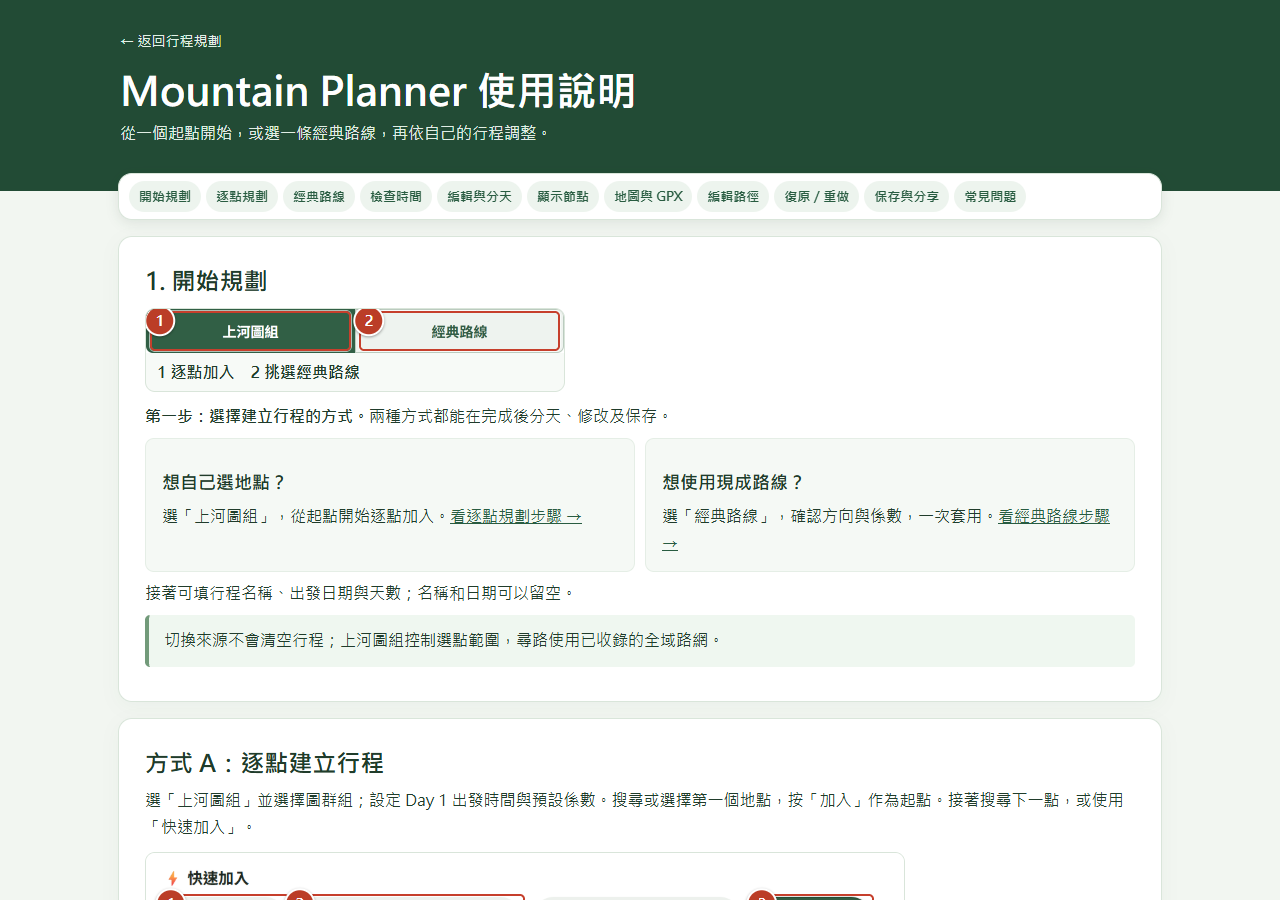 ← 返回行程規劃
Mountain Planner 使用說明
從一個起點開始，或選一條經典路線，再依自己的行程調整。
開始規劃 逐點規劃 經典路線 檢查時間 編輯與分天 顯示節點 地圖與 GPX 編輯路徑 復原 / 重做 保存與分享 常見問題
1. 開始規劃
1 上河圖組 2 經典路線
1 逐點加入 2 挑選經典路線
第一步：選擇建立行程的方式。兩種方式都能在完成後分天、修改及保存。
想自己選地點？
選「上河圖組」，從起點開始逐點加入。看逐點規劃步驟 →
想使用現成路線？
選「經典路線」，確認方向與係數，一次套用。看經典路線步驟
→
接著可填行程名稱、出發日期與天數；名稱和日期可以留空。
切換來源不會清空行程；上河圖組控制選點範圍，尋路使用已收錄的全域路網。
方式 A：逐點建立行程
選「上河圖組」並選擇圖群組；設定 Day 1 出發時間與預設係數。搜尋或選擇第一個地點，按「加入」作為起點。接著搜尋下一點，或使用
「快速加入」。
快速加入